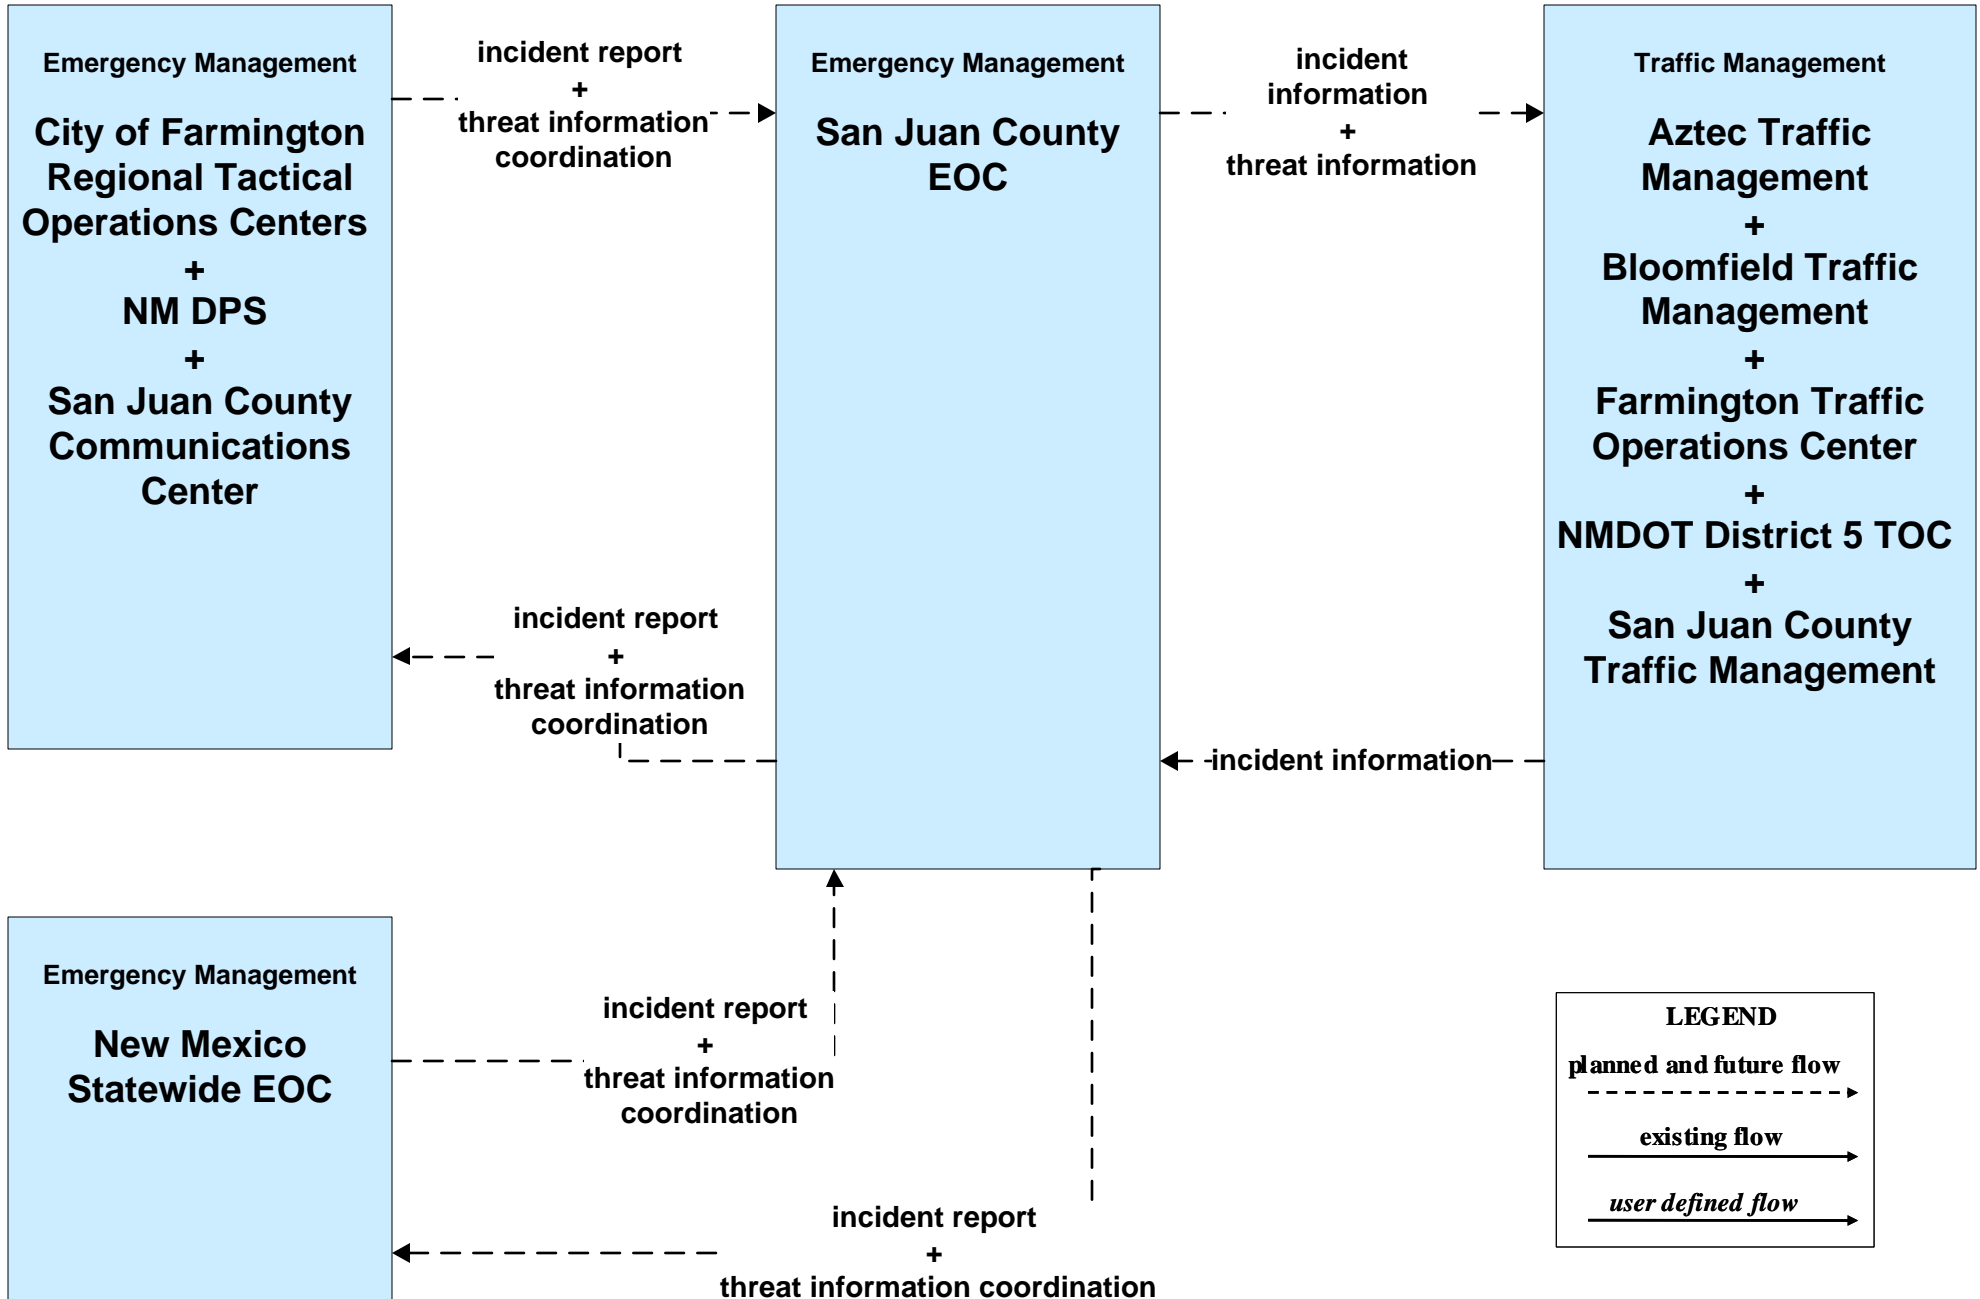 Emergency Management
City of Farmington
Regional Tactical
Operations Centers
+
NM DPS
+
San Juan County
Communications
Center
incident report
+
threat information
coordination
Emergency Management
San Juan County
EOC
incident
information
+
threat information
Traffic Management
Aztec Traffic
Management
+
Bloomfield Traffic
Management
+
Farmington Traffic
Operations Center
+
NMDOT District 5 TOC
+
San Juan County
Traffic Management
incident report
+
threat information
coordination
incident information
Emergency Management
New Mexico
Statewide EOC
incident report
+
threat information
coordination
incident report
+
threat information coordination
LEGEND
planned and future flow
existing flow
user defined flow